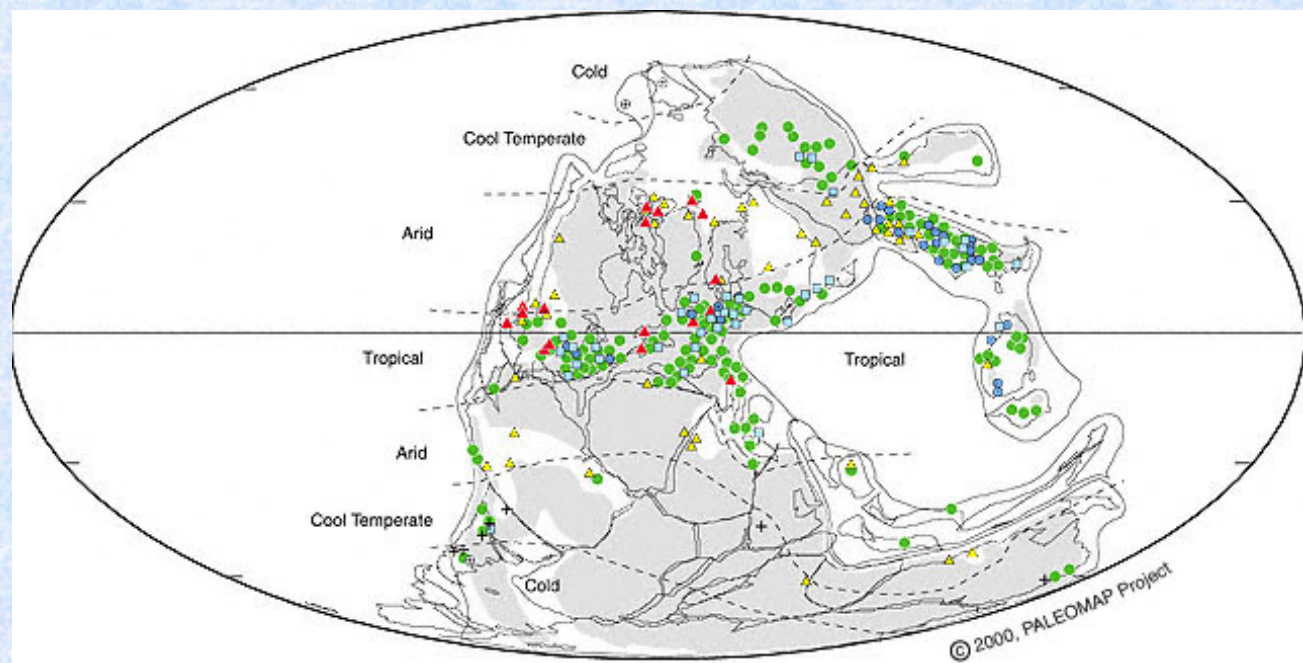 Cold
Cool Temperate
Arid
Tropical
Tropical
Arid
Cool Temperate
Cold
© 2000, PALEOMAP Project